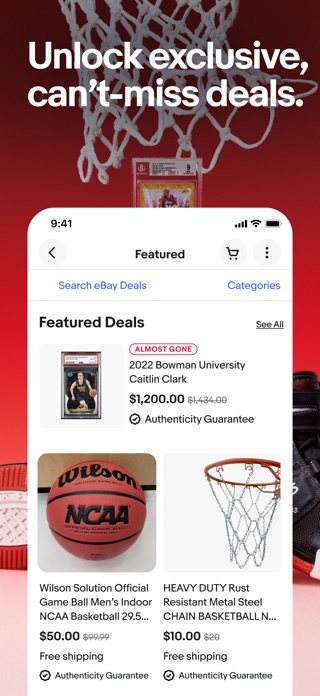 Unlock exclusive,
can't-miss deals.
9
9:41
Featured
Search eBay Deals
Categories
Featured Deals
See All
ALMOST GONE
2022 Bowman University
Caitlin Clark
$1,200.00 $1,434.00
Authenticity Guarantee
Wilson
NCAA
Wilson Solution Official
Game Ball Men's Indoor
NCAA Basketball 29.5...
$50.00 $99.99
Free shipping
Authenticity Guarantee
HEAVY DUTY Rust
Resistant Metal Steel
CHAIN BASKETBALL N...
$10.00 $20
Free shipping
Authenticity Guarantee